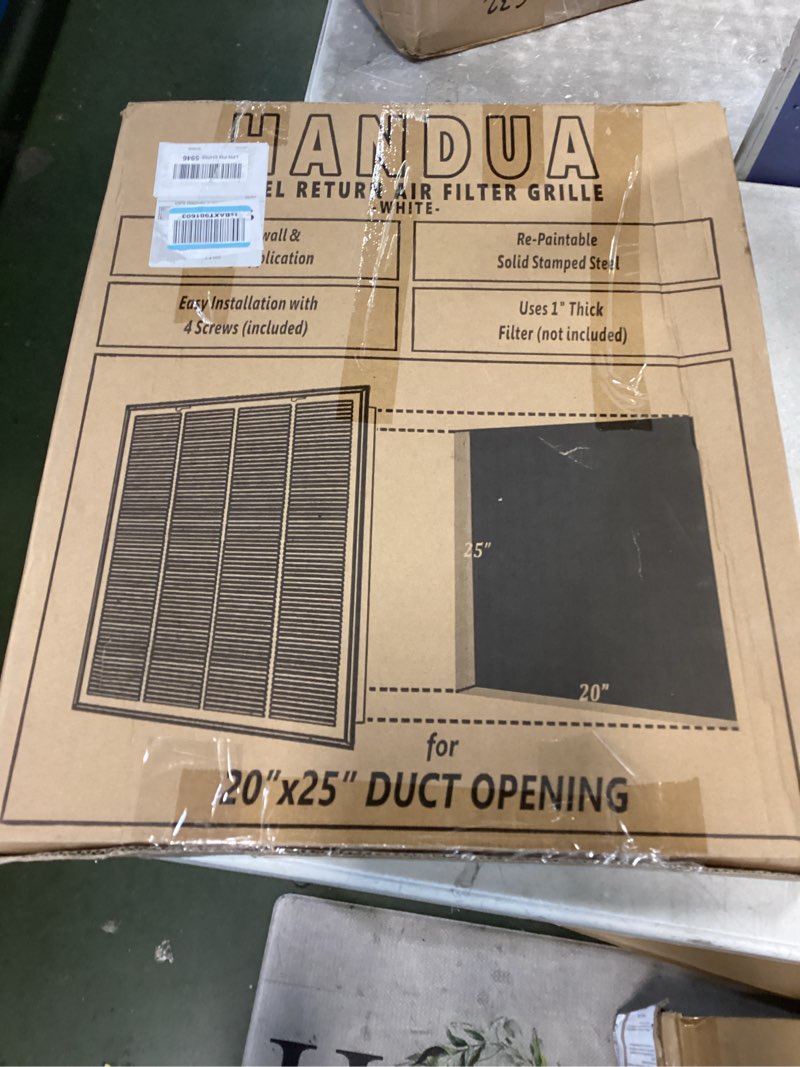 HANDUA
EL RETURN AIR FILTER GRILLE
-WHITE-
wall &
plication
Re-Paintable
Solid Stamped Steel
Easy Installation with
4 Screws (included)
Uses 1" Thick
Filter (not included)
25"
20"
for
20"x25" DUCT OPENING